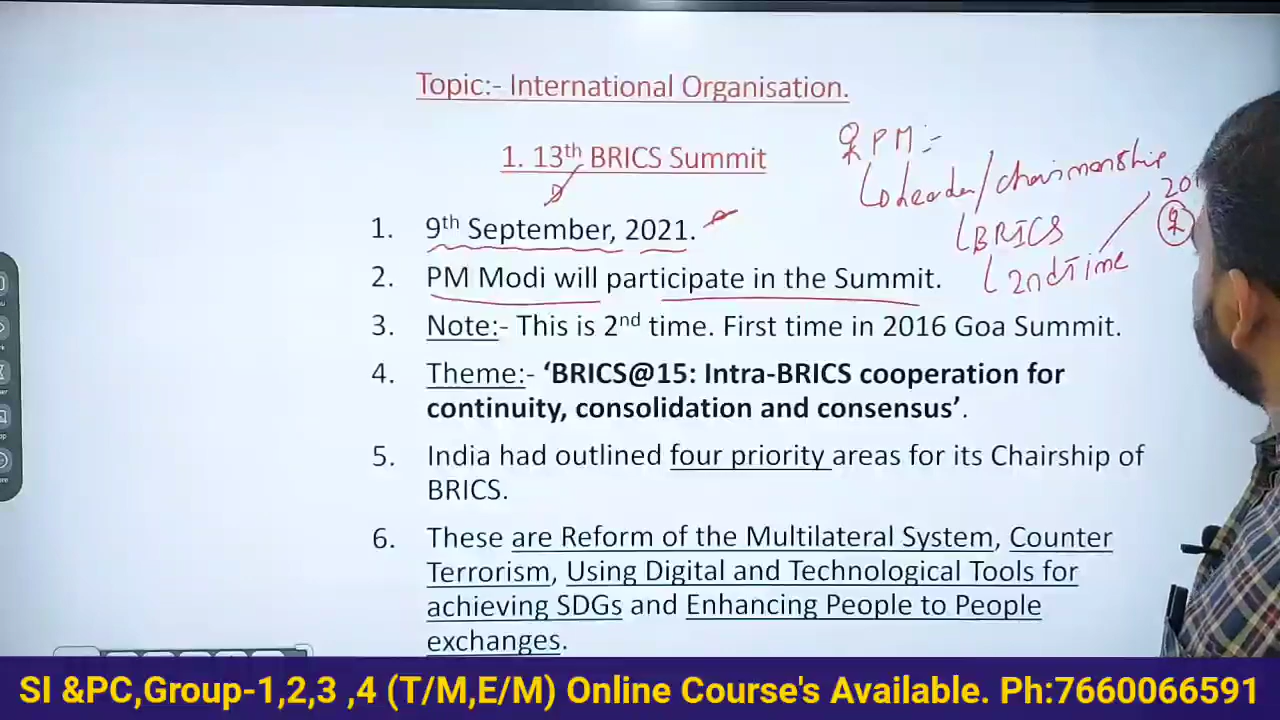 Topic:- International Organisation.
1. 13th BRICS Summit
1. 9th September, 2021.
2. PM Modi will participate in the Summit.
3. Note:- This is 2nd time. First time in 2016 Goa Summit.
4. Theme:- ‘BRICS@15: Intra-BRICS cooperation for
continuity, consolidation and consensus’.
5. India had outlined four priority areas for its Chairship of
BRICS.
6. These are Reform of the Multilateral System, Counter
Terrorism, Using Digital and Technological Tools for
achieving SDGs and Enhancing People to People
exchanges.
PM :-
Leader/chairmanship
BRICS
2nd Time
SI &PC,Group-1,2,3 ,4 (T/M,E/M) Online Course's Available. Ph:7660066591